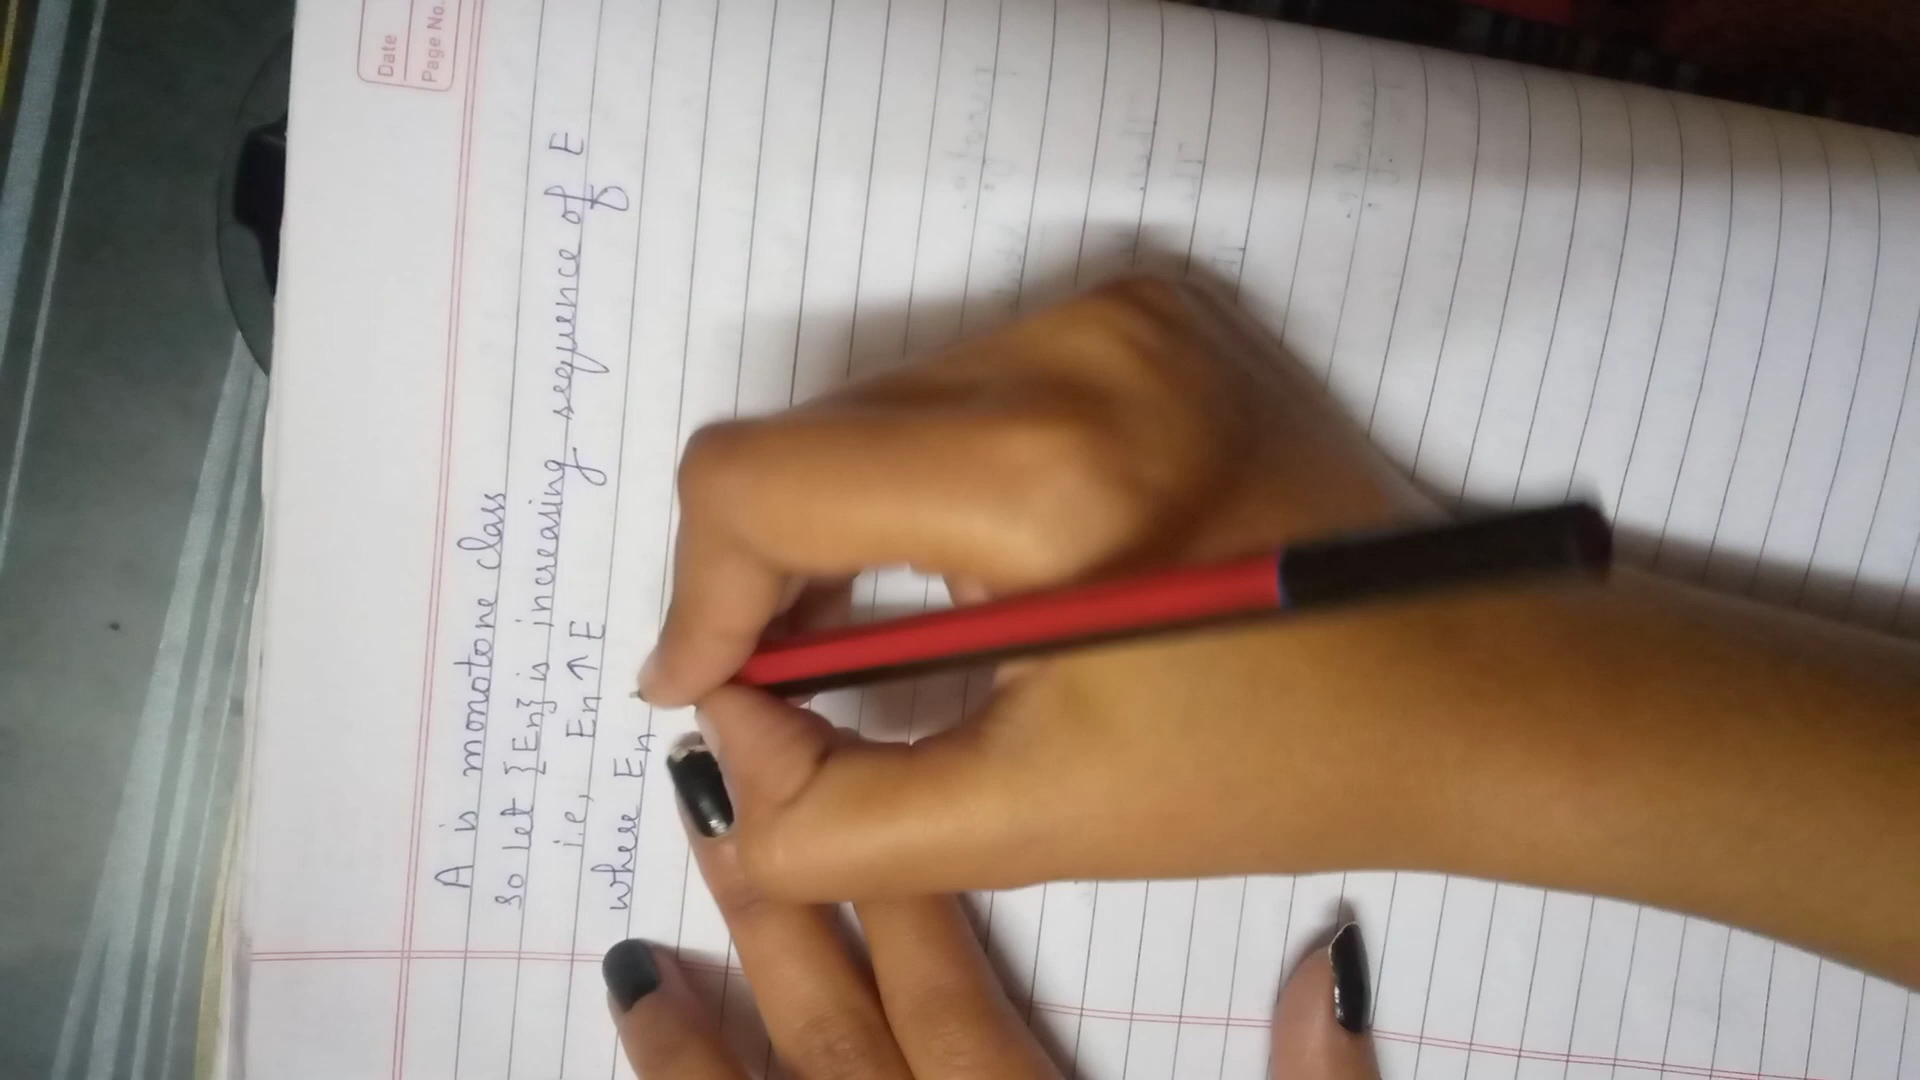 Date
Page No.
A is monotone class
So let {En} is increasing sequence of E
i.e, En ↑ E
where En